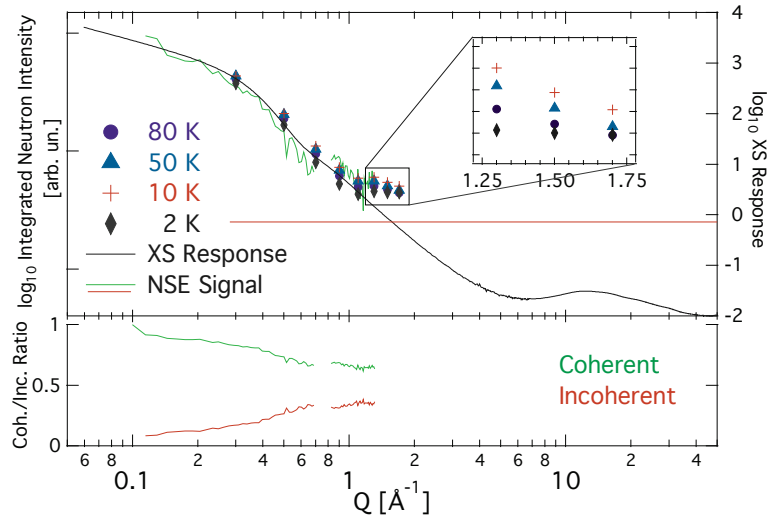 log₁₀ Integrated Neutron Intensity
[arb. un.]
80 K
50 K
10 K
2 K
XS Response
NSE Signal
1.25
1.50
1.75
4
3
2
1
0
-1
-2
log₁₀ XS Response
Coh./Inc. Ratio
1
0.5
0
Coherent
Incoherent
6 8 2 4 6 8 2 4 6 8 2 4
0.1 1 10
Q [Å⁻¹]